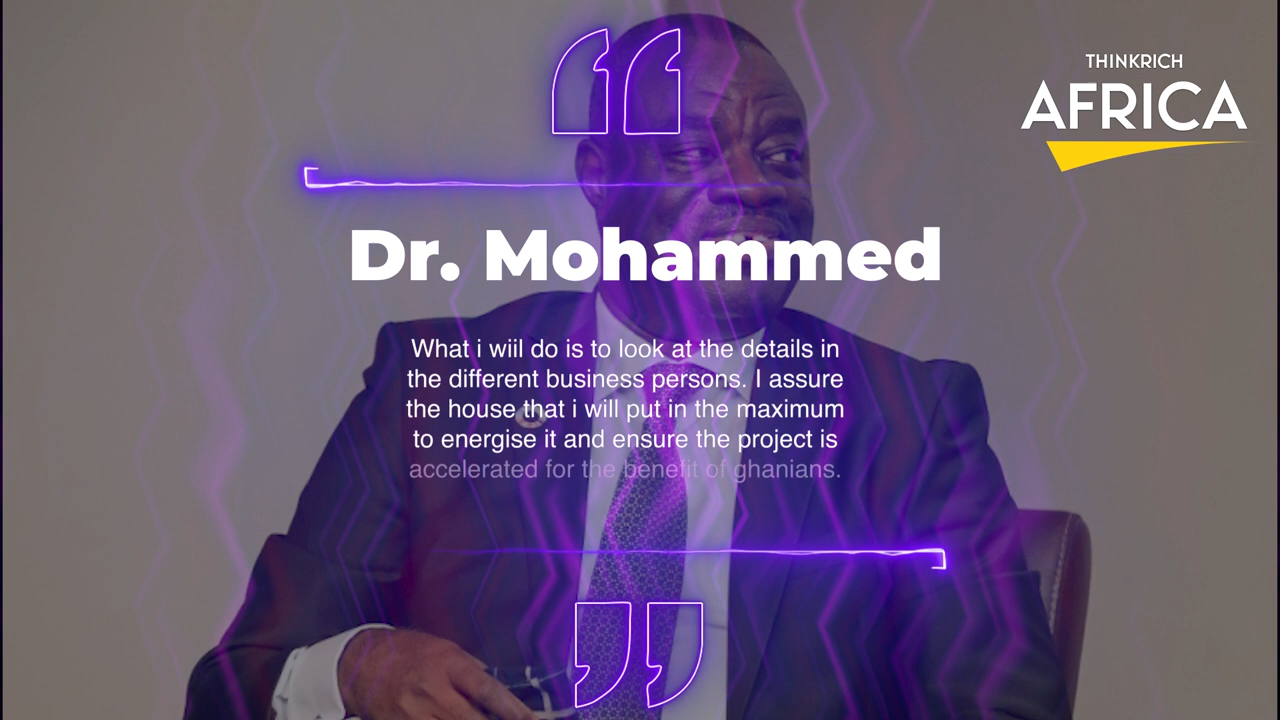 THINKRICH
AFRICA
Dr. Mohammed
What i wiil do is to look at the details in
the different business persons. I assure
the house that i will put in the maximum
to energise it and ensure the project is
accelerated for the benefit of ghanians.